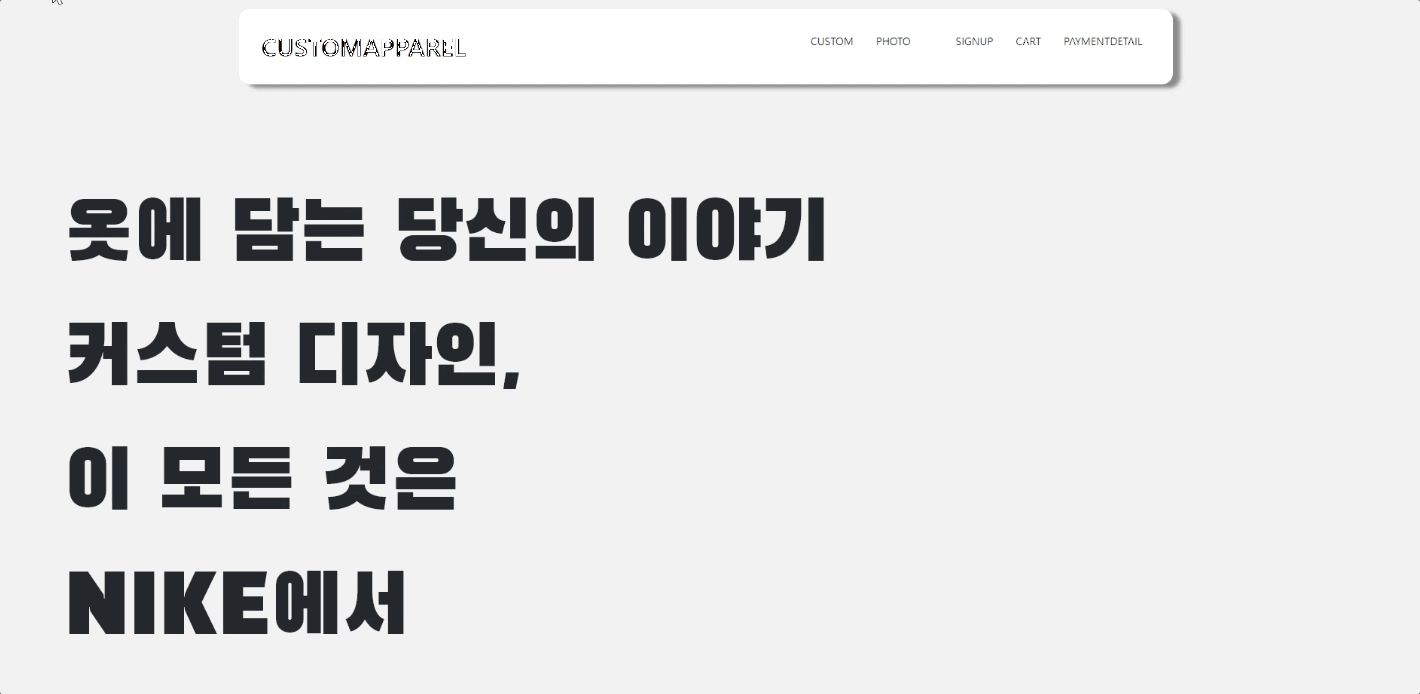 CUSTOMAPPAREL
CUSTOM PHOTO SIGNUP CART PAYMENTDETAIL
옷에 담는 당신의 이야기
커스텀 디자인,
이 모든 것은
NIKE에서